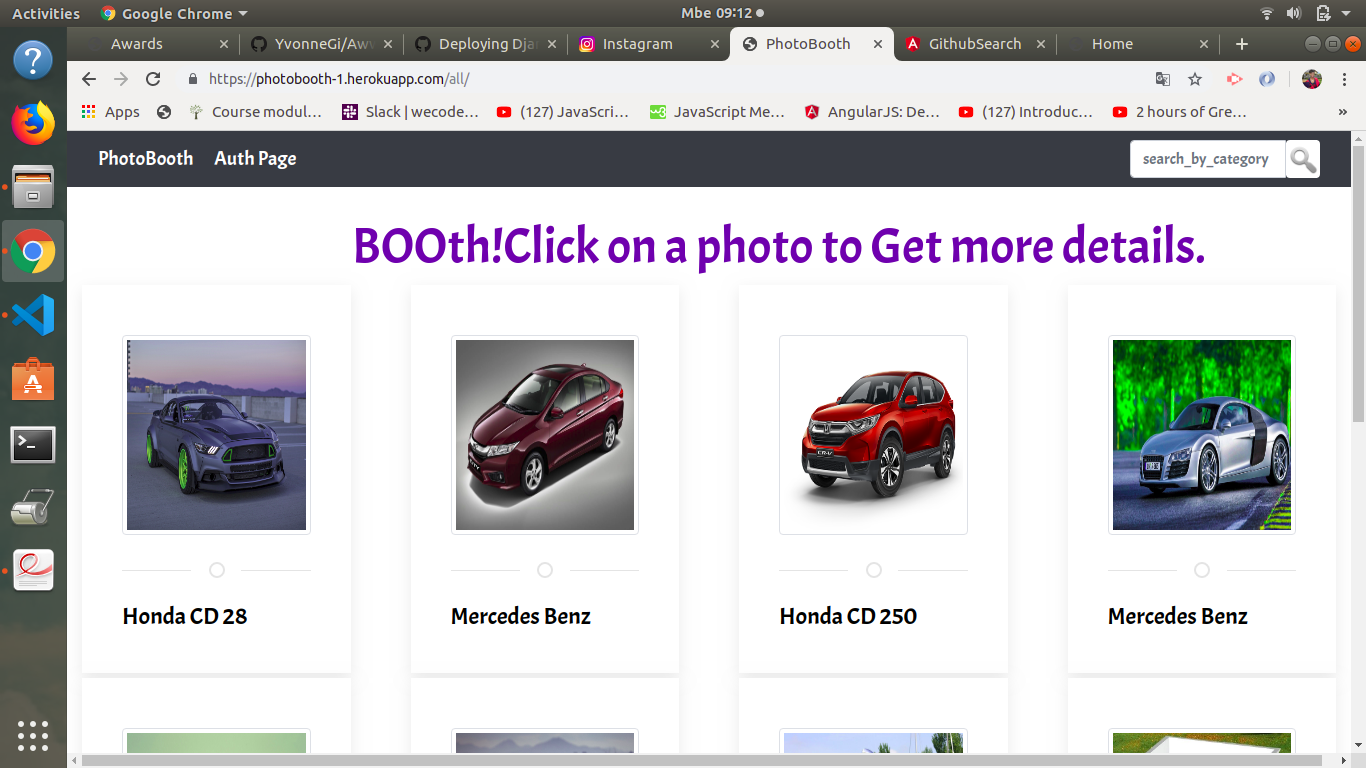 Activities Google Chrome Mbe 09:12
Awards YvonneGi/Aww Deploying Djan Instagram PhotoBooth GithubSearch Home
https://photobooth-1.herokuapp.com/all/
Apps Course modul… Slack | wecode… (127) JavaScri… JavaScript Me… AngularJS: De… (127) Introduc… 2 hours of Gre… »
PhotoBooth Auth Page search_by_category
BOOth!Click on a photo to Get more details.
CR-V
Honda CD 28 Mercedes Benz Honda CD 250 Mercedes Benz